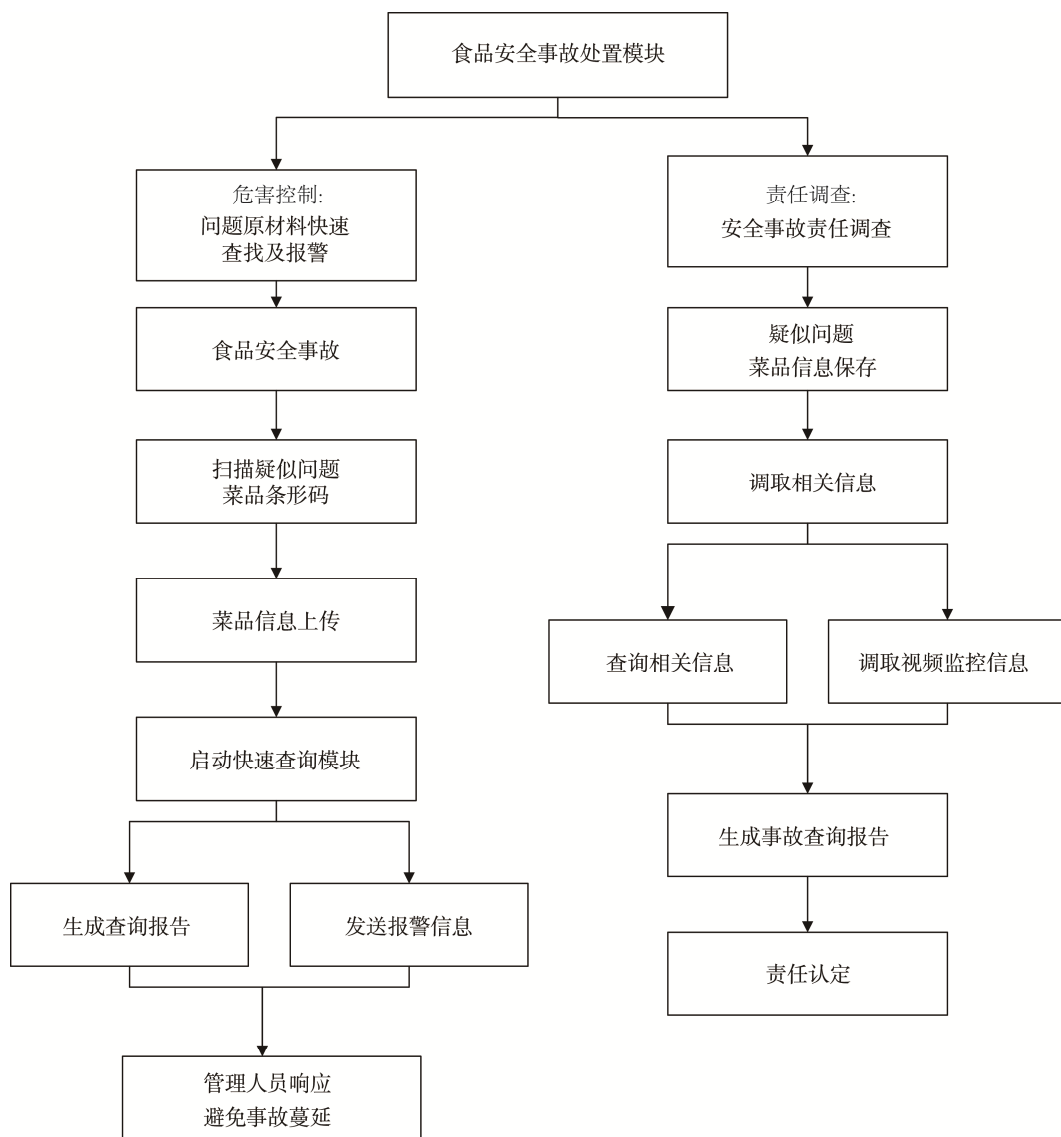 食品安全事故处置模块
危害控制:
问题原材料快速
查找及报警
食品安全事故
扫描疑似问题
菜品条形码
菜品信息上传
启动快速查询模块
生成查询报告
发送报警信息
管理人员响应
避免事故蔓延
责任调查:
安全事故责任调查
疑似问题
菜品信息保存
调取相关信息
查询相关信息
调取视频监控信息
生成事故查询报告
责任认定